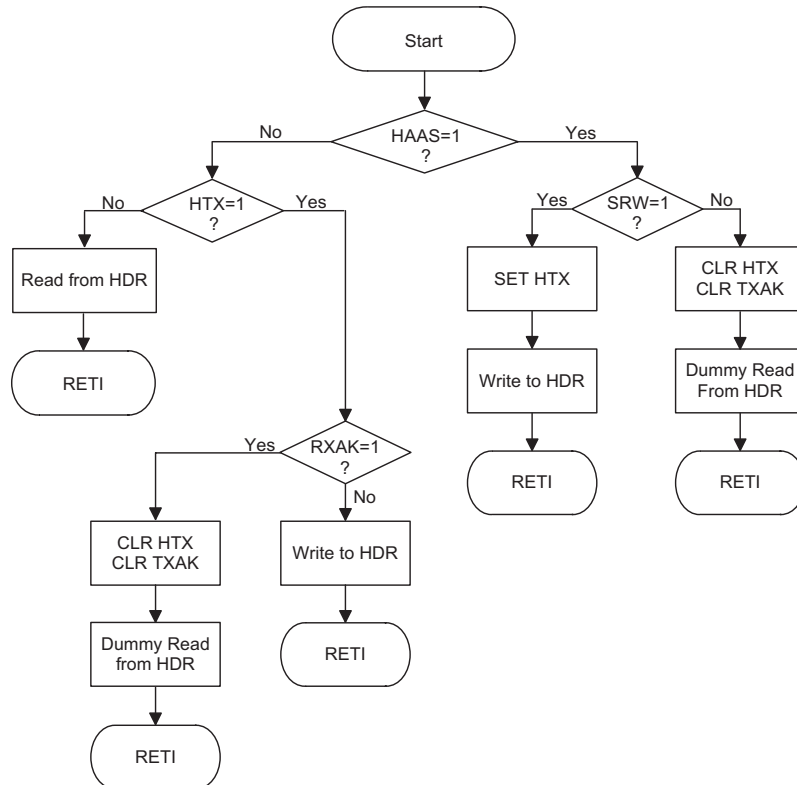 Start
No
HAAS=1
?
Yes
No
HTX=1
?
Yes
Yes
SRW=1
?
No
Read from HDR
SET HTX
CLR HTX
CLR TXAK
RETI
Write to HDR
Dummy Read
From HDR
Yes
RXAK=1
?
No
RETI
RETI
CLR HTX
CLR TXAK
Write to HDR
Dummy Read
from HDR
RETI
RETI